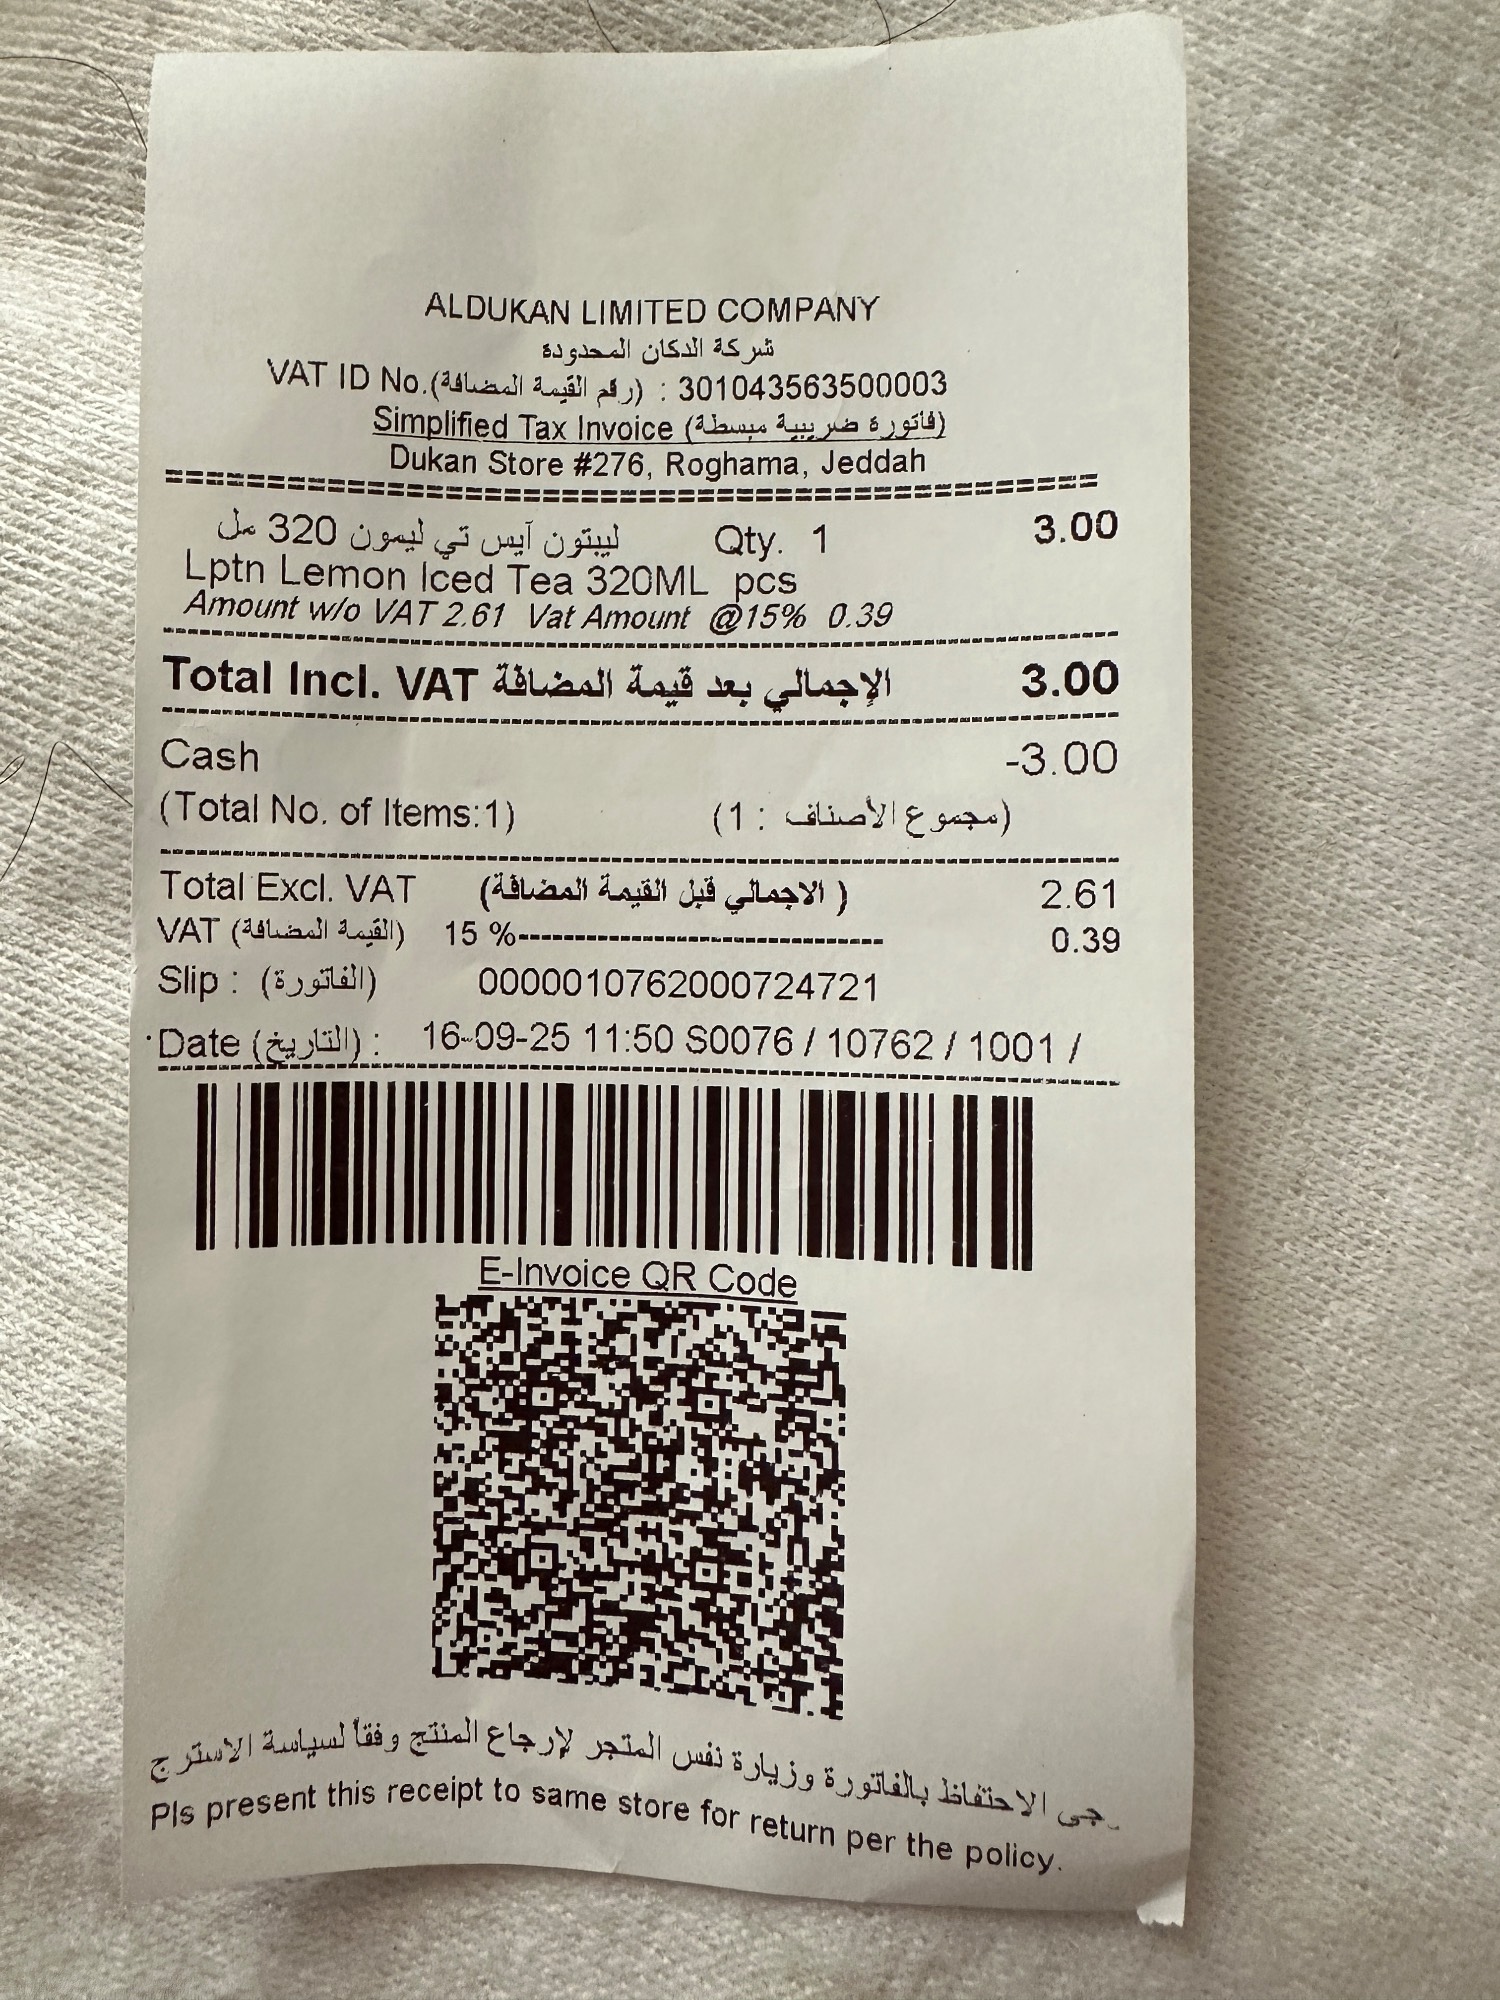 ALDUKAN LIMITED COMPANY
شركة الدكان المحدودة
VAT ID No.(رقم القيمة المضافة) : 301043563500003
Simplified Tax Invoice (فاتورة ضريبية مبسطة)
Dukan Store #276, Roghama, Jeddah
ليبتون آيس تي ليمون 320 مل Qty. 1 3.00
Lptn Lemon Iced Tea 320ML pcs
Amount w/o VAT 2.61 Vat Amount @15% 0.39
Total Incl. VAT الإجمالي بعد قيمة المضافة 3.00
Cash -3.00
(Total No. of Items:1) (مجموع الأصناف : 1)
Total Excl. VAT ( الاجمالي قبل القيمة المضافة) 2.61
VAT (القيمة المضافة) 15 %-------------------------------- 0.39
Slip : (الفاتورة) 0000010762000724721
Date (التاريخ) : 16-09-25 11:50 S0076 / 10762 / 1001 /
E-Invoice QR Code
رجى الاحتفاظ بالفاتورة وزيارة نفس المتجر لإرجاع المنتج وفقاً لسياسة الاسترج
Pls present this receipt to same store for return per the policy.